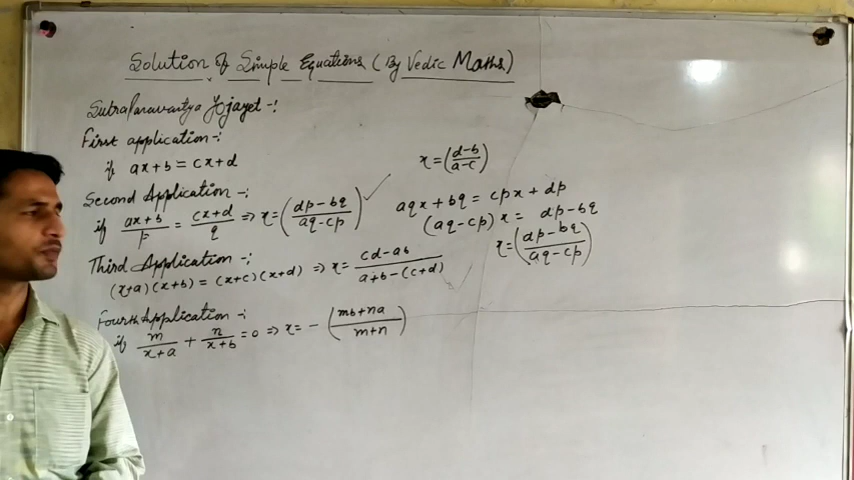 Solution of Simple Equations (By Vedic Maths)
Sutra Paravartya Yojayet -:
First application -:
if ax+b = cx+d
x = (d-b/a-c)
Second Application -:
if ax+b/p = cx+d/q ⇒ x = (dp-bq/aq-cp) ✓
aqx + bq = cpx + dp
(aq-cp) x = dp-bq
x = (dp-bq/aq-cp)
Third Application -:
(x+a)(x+b) = (x+c)(x+d) ⇒ x = cd-ab/a+b-(c+d) ✓
Fourth Application -:
if m/x+a + n/x+b = 0 ⇒ x = -(mb+na/m+n)